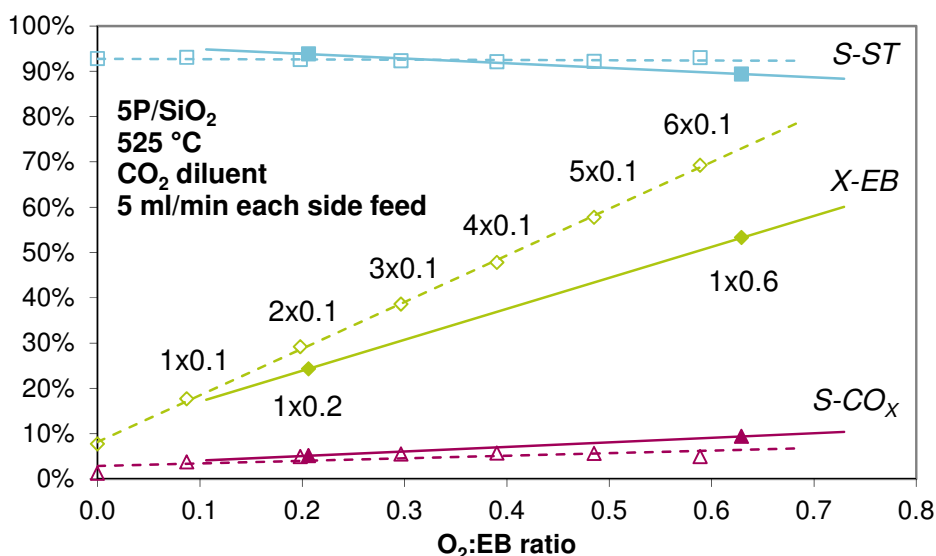 100%
90%
80%
70%
60%
50%
40%
30%
20%
10%
0%
S-ST
5P/SiO₂
525 °C
CO₂ diluent
5 ml/min each side feed
6x0.1
5x0.1
X-EB
4x0.1
3x0.1
2x0.1
1x0.1
1x0.6
1x0.2
S-COₓ
0.0 0.1 0.2 0.3 0.4 0.5 0.6 0.7 0.8
O₂:EB ratio